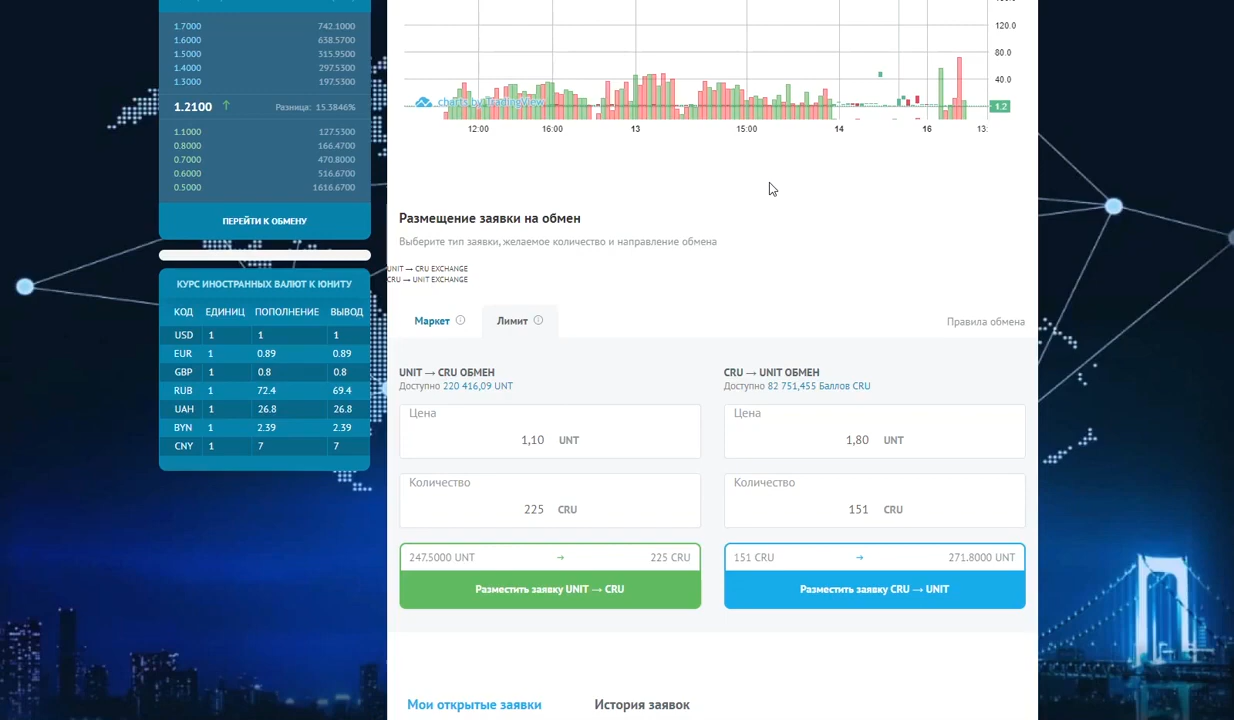 1.7000 742.1000
1.6000 638.5700
1.5000 315.9500
1.4000 297.5300
1.3000 197.5300
1.2100 ↑ Разница: 15.3846%
1.1000 127.5300
0.8000 166.4700
0.7000 470.8000
0.6000 516.6700
0.5000 1616.6700
ПЕРЕЙТИ К ОБМЕНУ
КУРС ИНОСТРАННЫХ ВАЛЮТ К ЮНИТУ
КОД ЕДИНИЦ ПОПОЛНЕНИЕ ВЫВОД
USD 1 1 1
EUR 1 0.89 0.89
GBP 1 0.8 0.8
RUB 1 72.4 69.4
UAH 1 26.8 26.8
BYN 1 2.39 2.39
CNY 1 7 7
120.0
80.0
40.0
1.2
charts by TradingView
12:00 16:00 13 15:00 14 16 13:
Размещение заявки на обмен
Выберите тип заявки, желаемое количество и направление обмена
UNIT → CRU EXCHANGE
CRU → UNIT EXCHANGE
Маркет Лимит Правила обмена
UNIT → CRU ОБМЕН
Доступно 220 416,09 UNT
Цена
1,10 UNT
Количество
225 CRU
247.5000 UNT → 225 CRU
Разместить заявку UNIT → CRU
CRU → UNIT ОБМЕН
Доступно 82 751,455 Баллов CRU
Цена
1,80 UNT
Количество
151 CRU
151 CRU → 271.8000 UNT
Разместить заявку CRU → UNIT
Мои открытые заявки История заявок